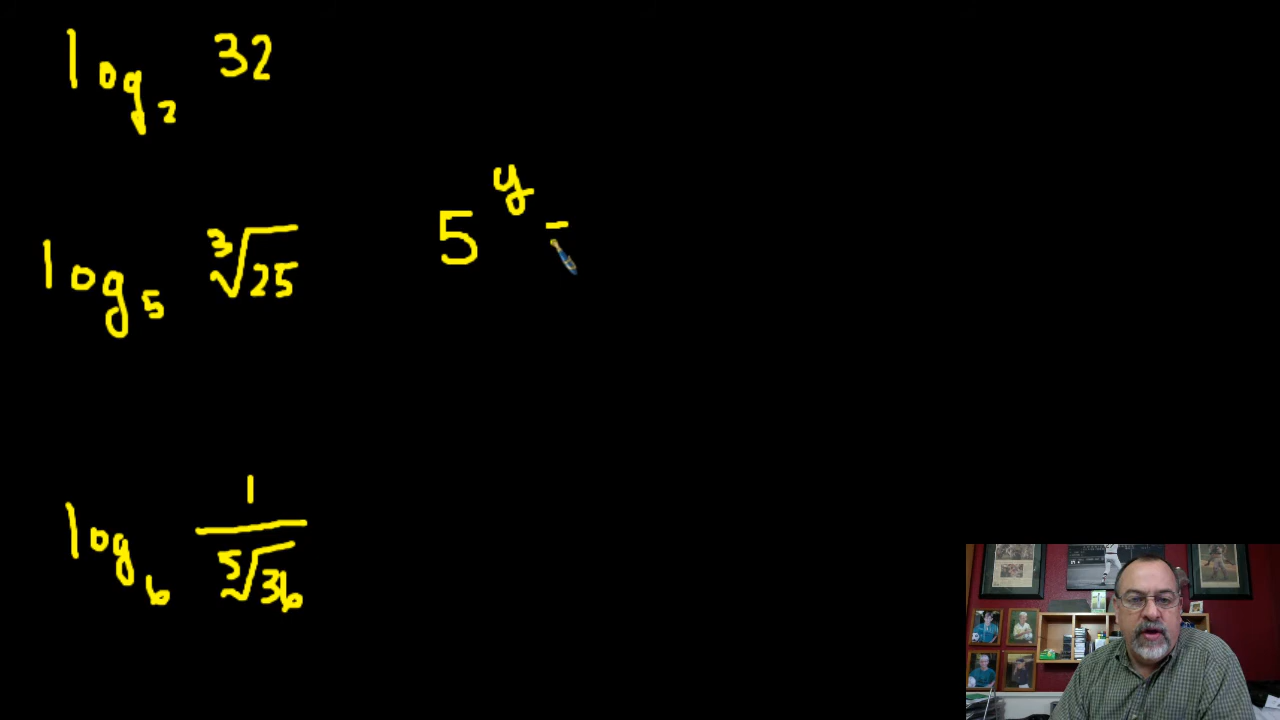 log₂ 32
log₅ ∛25
5^y =
log₆ 1/⁵√36